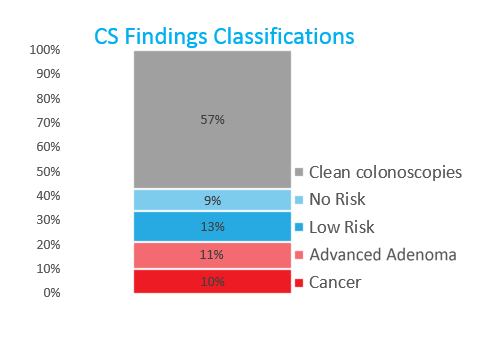 CS Findings Classifications
100%
90%
80%
70%
60%
50%
40%
30%
20%
10%
0%
57%
9%
13%
11%
10%
Clean colonoscopies
No Risk
Low Risk
Advanced Adenoma
Cancer